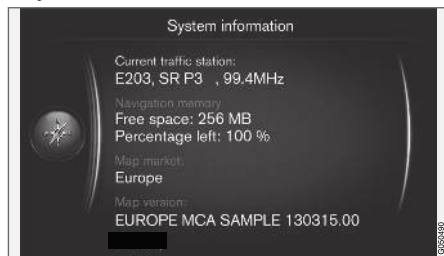 System information
Current traffic station:
E203, SR P3 , 99.4MHz
Navigation memory
Free space: 256 MB
Percentage left: 100 %
Map market:
Europe
Map version:
EUROPE MCA SAMPLE 130315.00
G050490